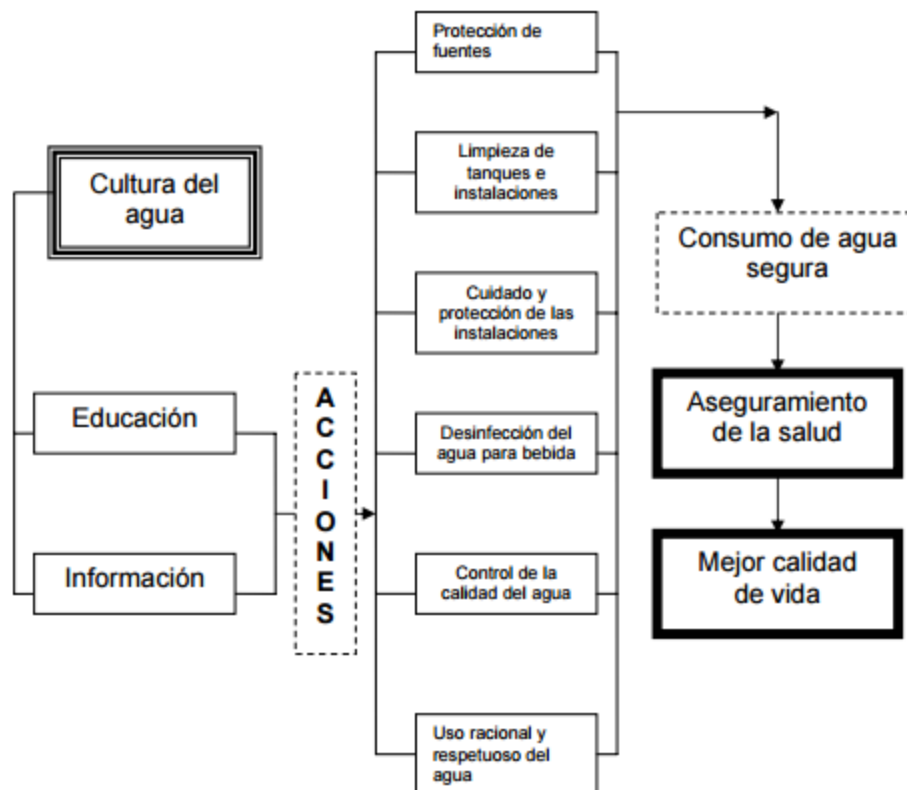 Cultura del
agua
Educación
Información
A
C
C
I
O
N
E
S
Protección de
fuentes
Limpieza de
tanques e
instalaciones
Cuidado y
protección de las
instalaciones
Desinfección del
agua para bebida
Control de la
calidad del agua
Uso racional y
respetuoso del
agua
Consumo de agua
segura
Aseguramiento
de la salud
Mejor calidad
de vida